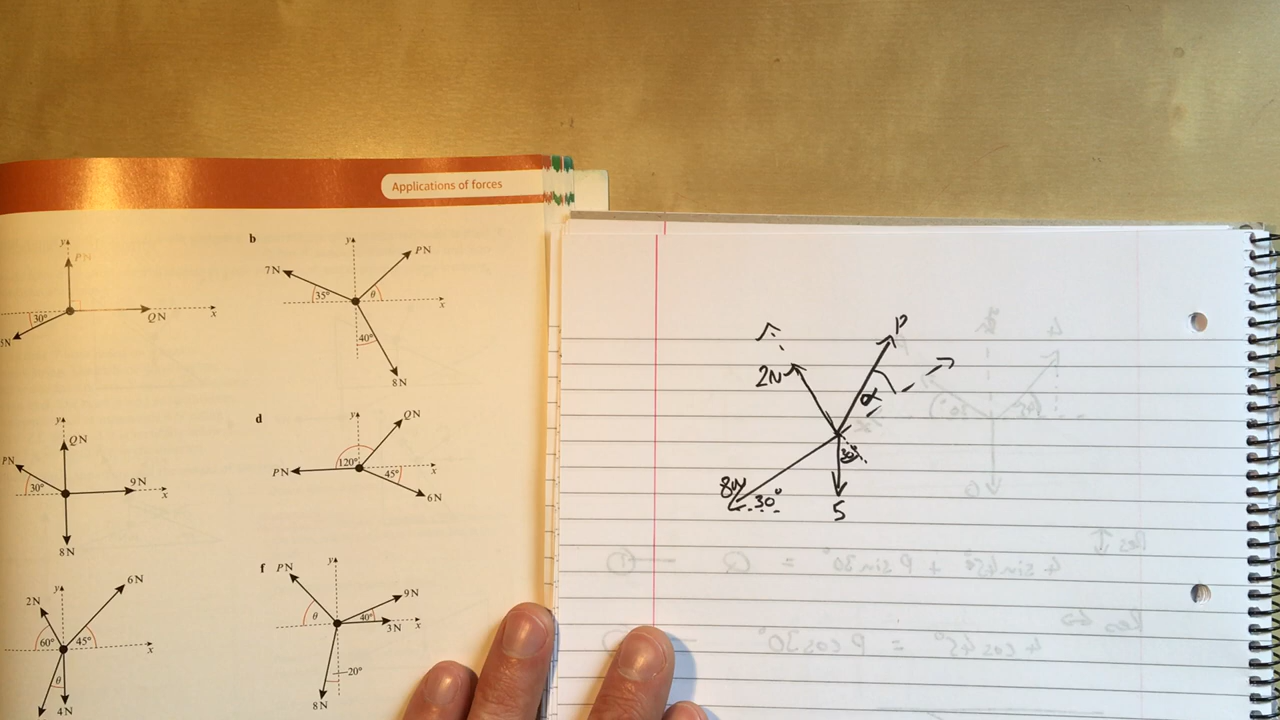 Applications of forces
y
PN
30°
QN
x
5N
b
y
7N
PN
35°
θ
x
40°
8N
y
QN
PN
30°
9N
x
8N
d
y
QN
120°
PN
45°
x
6N
y
6N
2N
60°
45°
x
θ
4N
f
y
PN
9N
θ
40°
3N
x
20°
8N
P
2N
α
30°
8N
30°
S